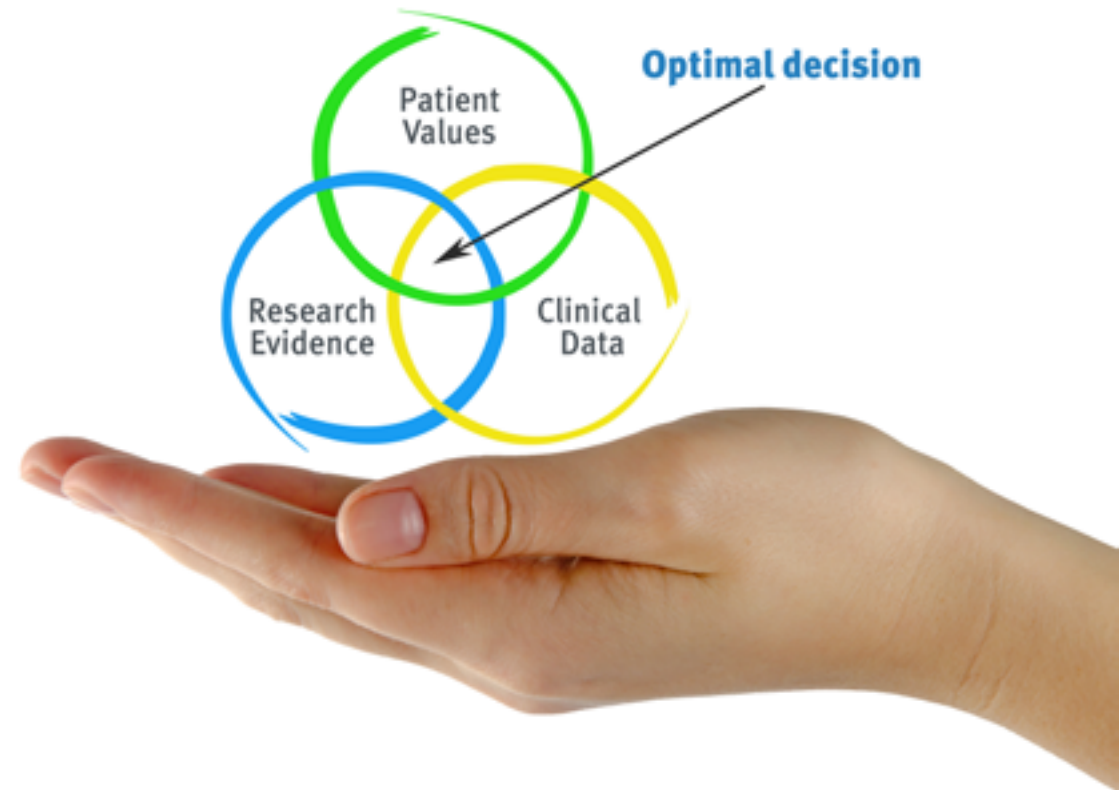 Optimal decision
Patient
Values
Research
Evidence
Clinical
Data